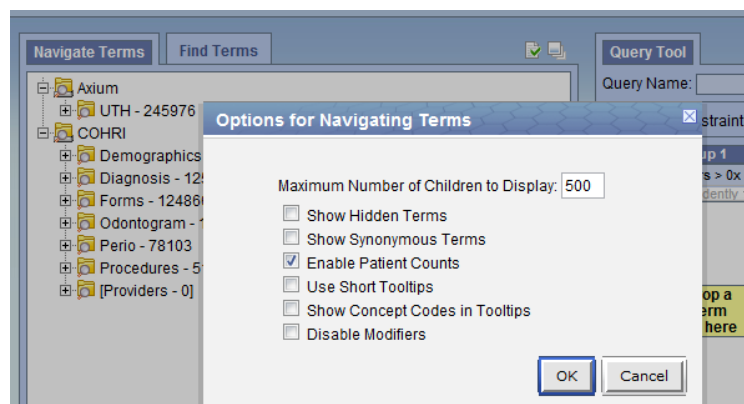 Navigate Terms
Find Terms
Query Tool
Query Name:
Axium
UTH - 245976
COHRI
Demographics
Diagnosis - 12
Forms - 12486
Odontogram -
Perio - 78103
Procedures - 5
[Providers - 0]
Options for Navigating Terms
Maximum Number of Children to Display: 500
Show Hidden Terms
Show Synonymous Terms
Enable Patient Counts
Use Short Tooltips
Show Concept Codes in Tooltips
Disable Modifiers
OK
Cancel
straint
up 1
s > 0x
dently
op a
erm
here